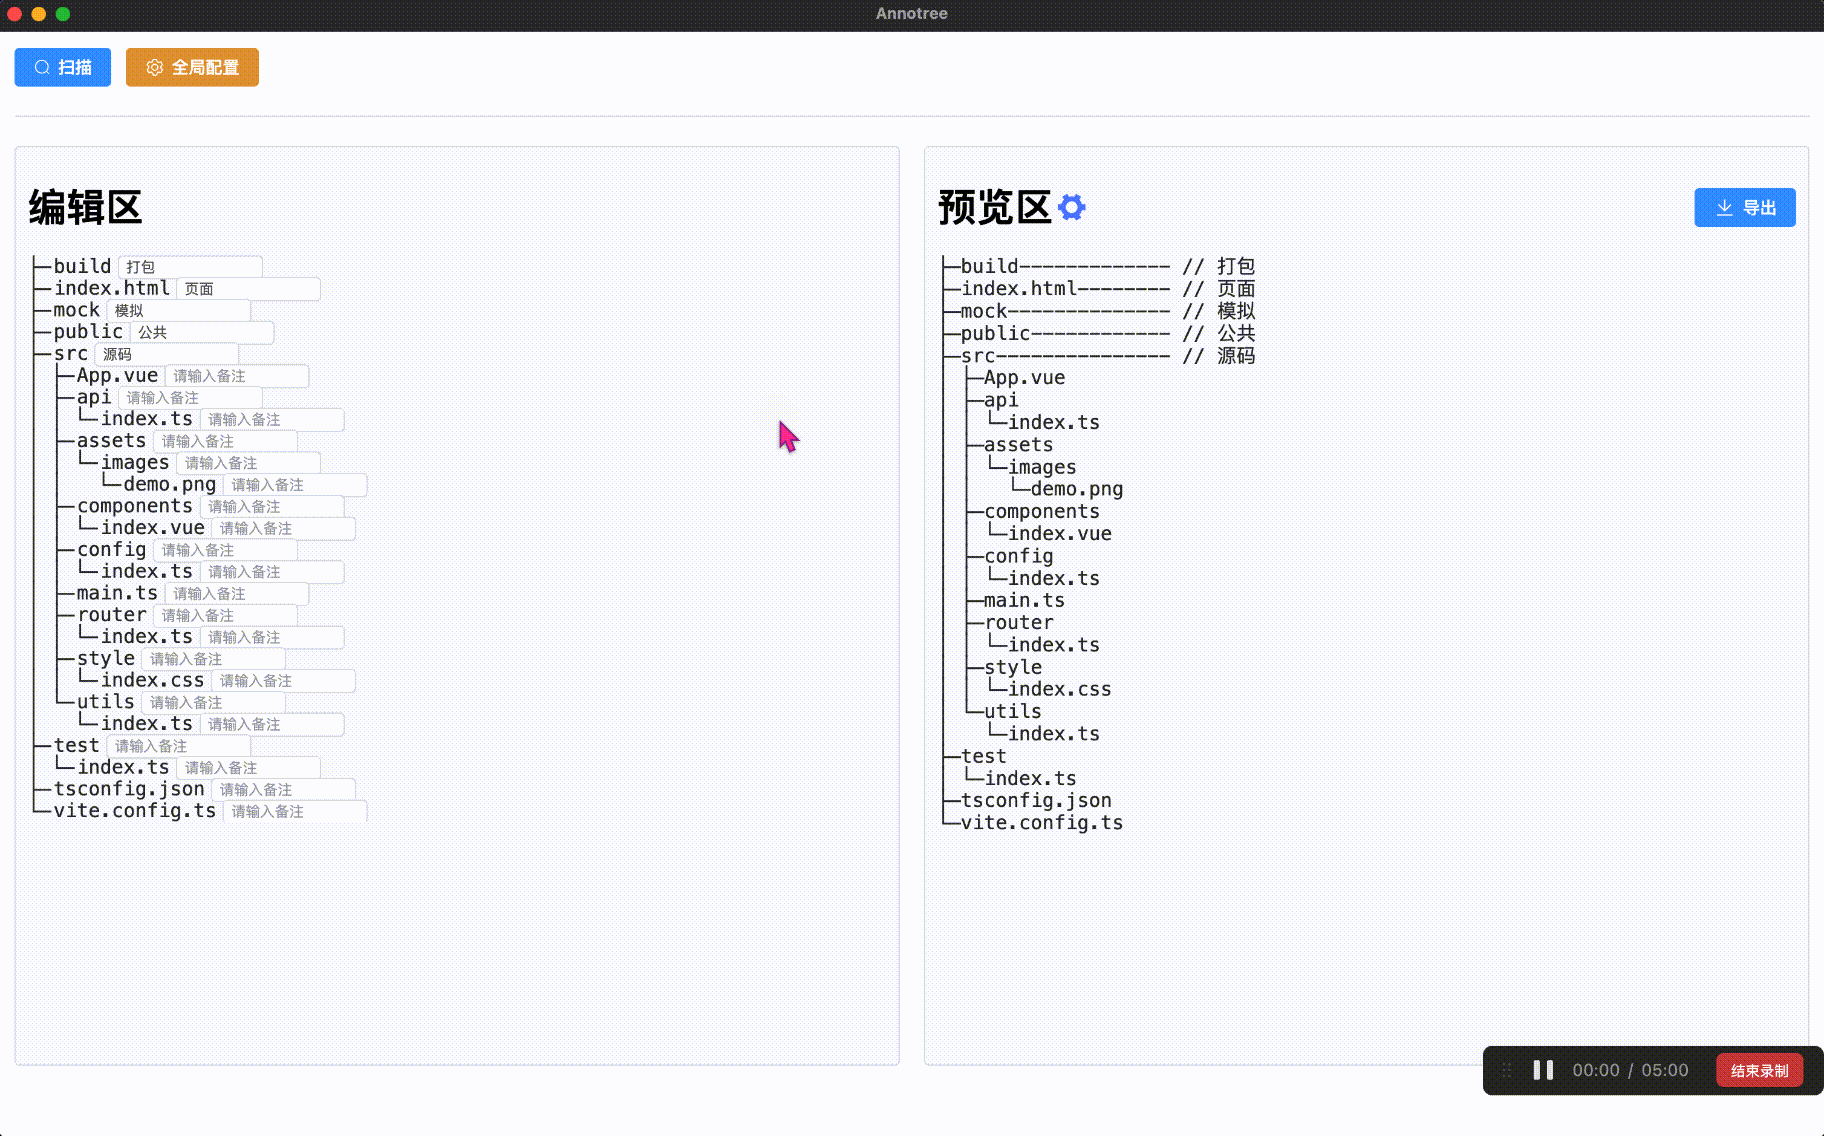 Annotree
扫描 全局配置
编辑区
├─build 打包
├─index.html 页面
├─mock 模拟
├─public 公共
├─src 源码
│ ├─App.vue 请输入备注
│ ├─api 请输入备注
│ │ └─index.ts 请输入备注
│ ├─assets 请输入备注
│ │ └─images 请输入备注
│ │   └─demo.png 请输入备注
│ ├─components 请输入备注
│ │ └─index.vue 请输入备注
│ ├─config 请输入备注
│ │ └─index.ts 请输入备注
│ ├─main.ts 请输入备注
│ ├─router 请输入备注
│ │ └─index.ts 请输入备注
│ ├─style 请输入备注
│ │ └─index.css 请输入备注
│ └─utils 请输入备注
│   └─index.ts 请输入备注
├─test 请输入备注
│ └─index.ts 请输入备注
├─tsconfig.json 请输入备注
└─vite.config.ts 请输入备注
预览区 导出
├─build------------- // 打包
├─index.html-------- // 页面
├─mock-------------- // 模拟
├─public------------ // 公共
├─src--------------- // 源码
│ ├─App.vue
│ ├─api
│ │ └─index.ts
│ ├─assets
│ │ └─images
│ │   └─demo.png
│ ├─components
│ │ └─index.vue
│ ├─config
│ │ └─index.ts
│ ├─main.ts
│ ├─router
│ │ └─index.ts
│ ├─style
│ │ └─index.css
│ └─utils
│   └─index.ts
├─test
│ └─index.ts
├─tsconfig.json
└─vite.config.ts
00:00 / 05:00 结束录制